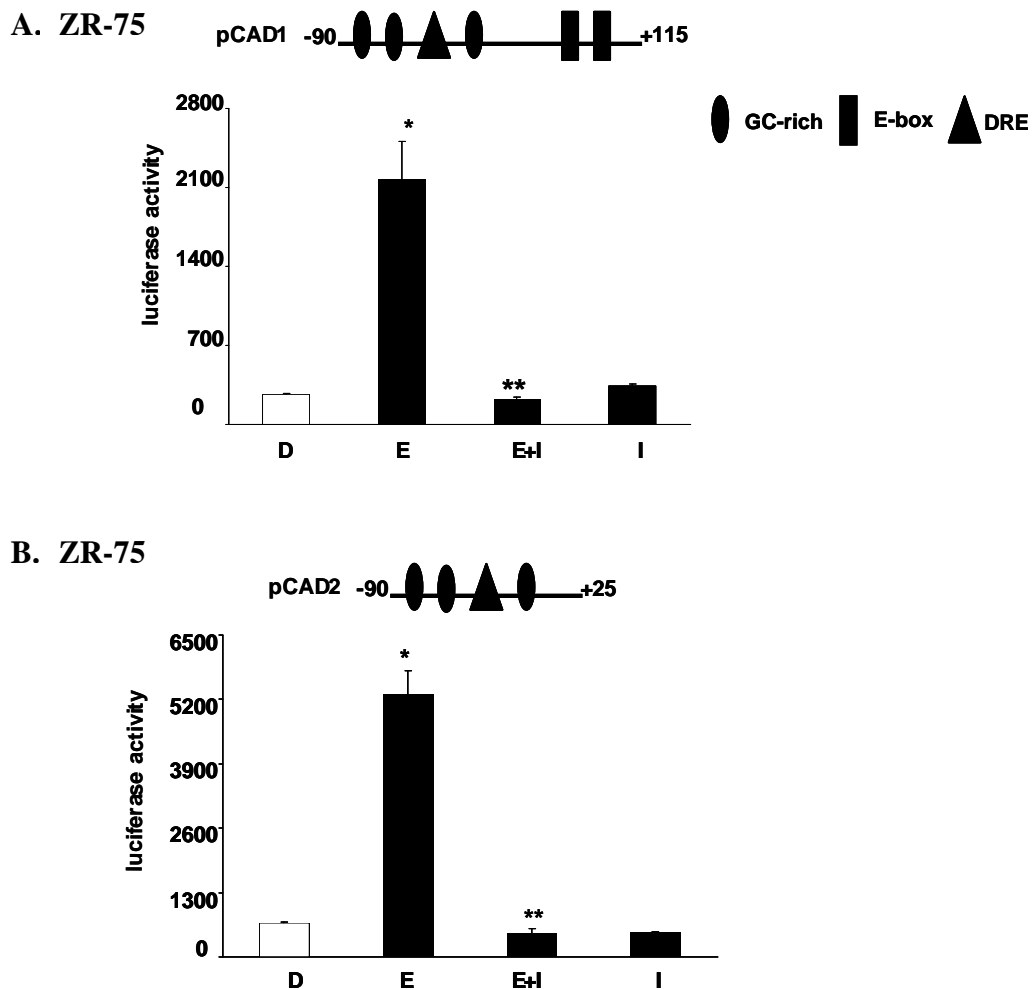 A. ZR-75
pCAD1 -90 +115
GC-rich E-box DRE
luciferase activity
2800
2100
1400
700
0
*
**
D E E+I I
B. ZR-75
pCAD2 -90 +25
luciferase activity
6500
5200
3900
2600
1300
0
*
**
D E E+I I